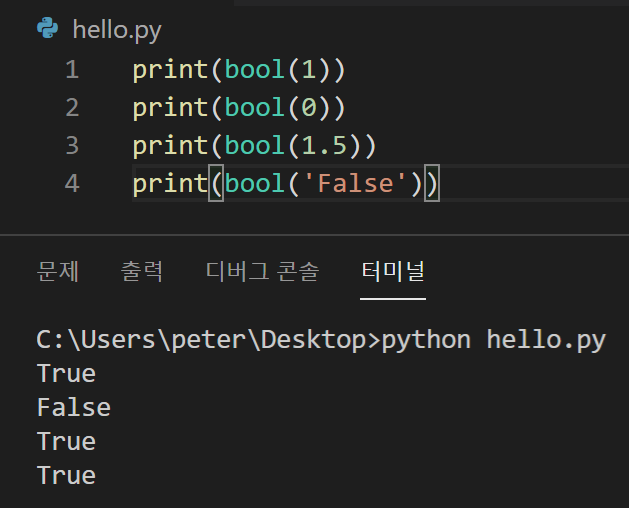 hello.py
1 print(bool(1))
2 print(bool(0))
3 print(bool(1.5))
4 print(bool('False'))
문제 출력 디버그 콘솔 터미널
C:\Users\peter\Desktop>python hello.py
True
False
True
True